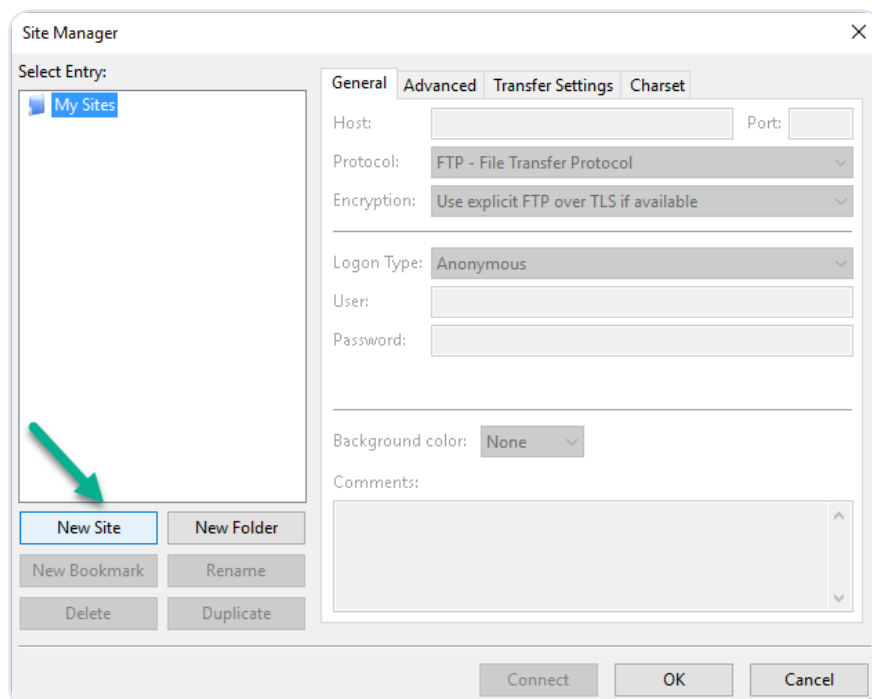 Site Manager
Select Entry:
My Sites
New Site
New Folder
New Bookmark
Rename
Delete
Duplicate
General
Advanced
Transfer Settings
Charset
Host:
Port:
Protocol:
FTP - File Transfer Protocol
Encryption:
Use explicit FTP over TLS if available
Logon Type:
Anonymous
User:
Password:
Background color:
None
Comments:
Connect
OK
Cancel